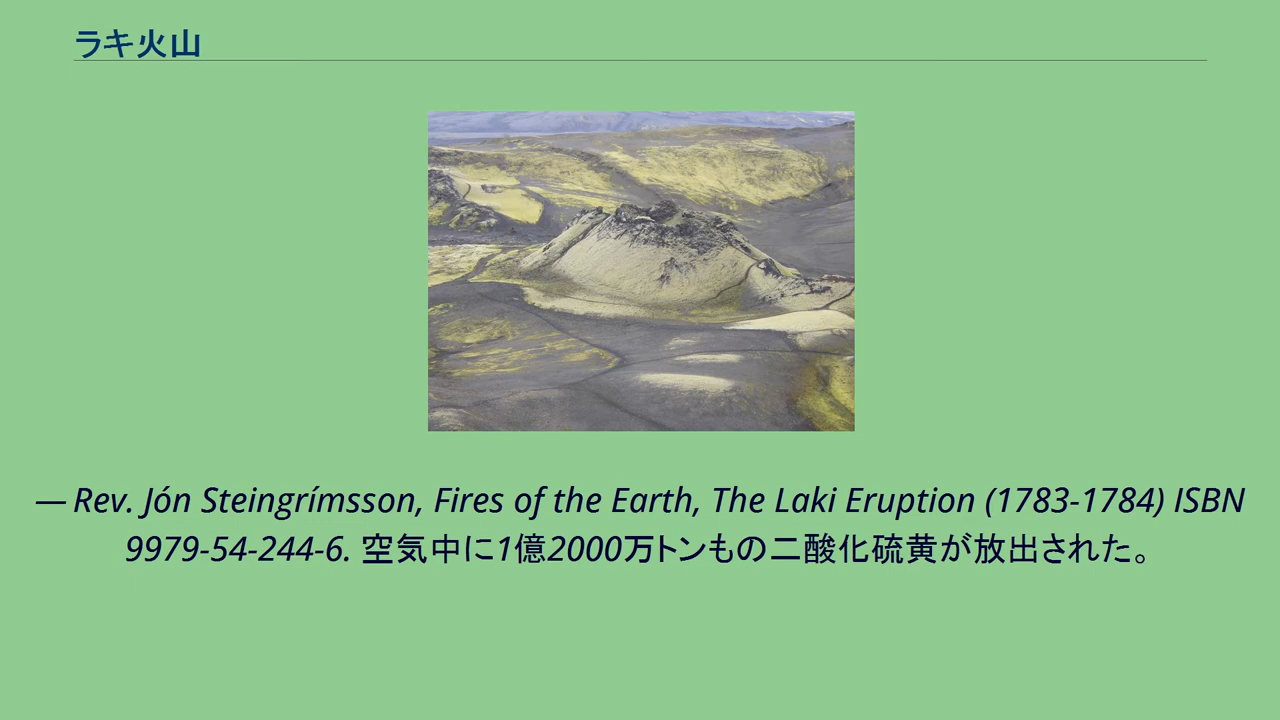 ラキ火山
— Rev. Jón Steingrímsson, Fires of the Earth, The Laki Eruption (1783-1784) ISBN
9979-54-244-6. 空気中に1億2000万トンもの二酸化硫黄が放出された。